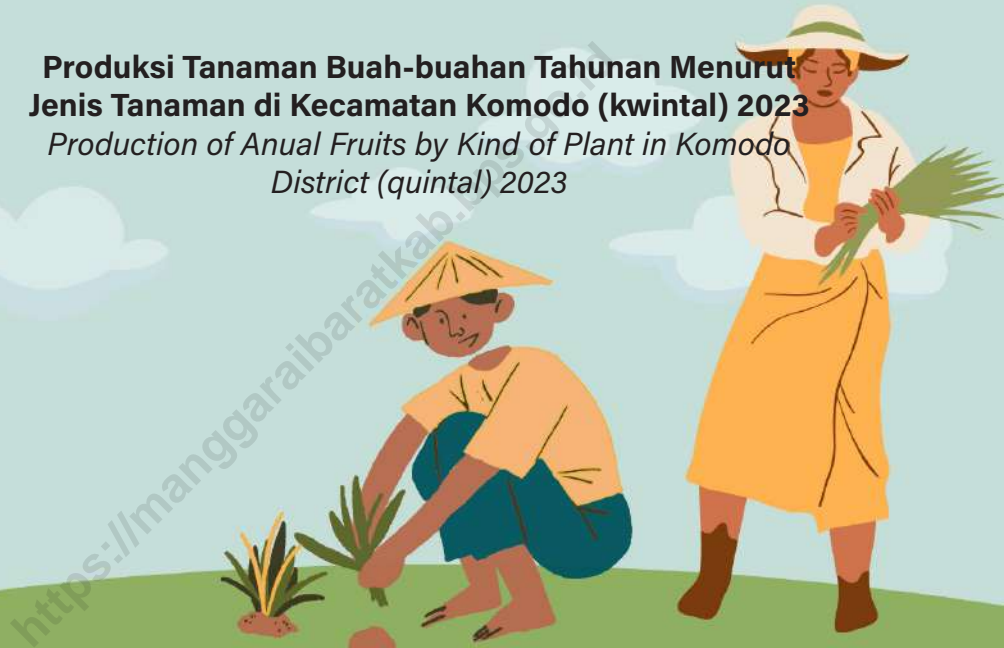 Produksi Tanaman Buah-buahan Tahunan Menurut
Jenis Tanaman di Kecamatan Komodo (kwintal) 2023
Production of Anual Fruits by Kind of Plant in Komodo
District (quintal) 2023
https://manggaraibaratkab.bps.go.id